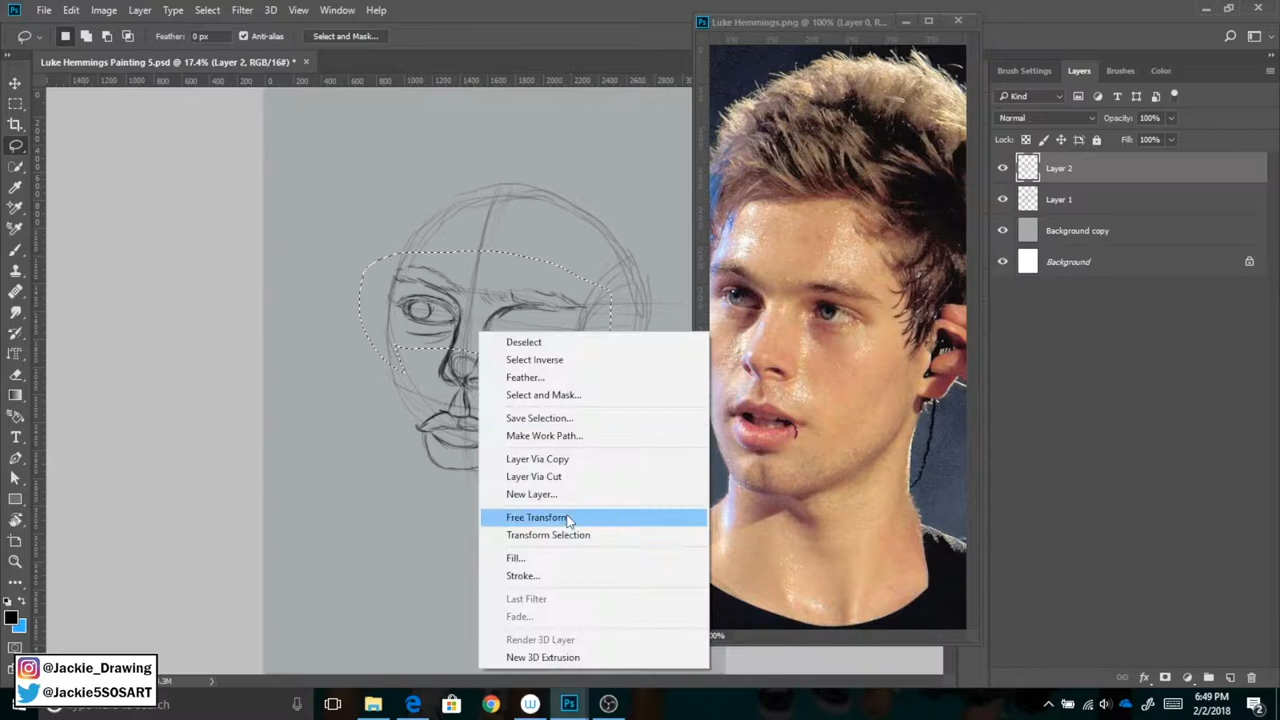 Ps File Edit Image Layer Type Select Filter 3D View Window Help
Feather: 0 px Anti-alias Select and Mask...
Luke Hemmings Painting 5.psd @ 17.4% (Layer 2, RGB/16#) * ×
Ps Luke Hemmings.png @ 100% (Layer 0, R...
Brush Settings Layers Brushes Color
Kind
Normal Opacity: 100%
Lock: Fill: 100%
Layer 2
Layer 1
Background copy
Background
Deselect
Select Inverse
Feather...
Select and Mask...
Save Selection...
Make Work Path...
Layer Via Copy
Layer Via Cut
New Layer...
Free Transform
Transform Selection
Fill...
Stroke...
Last Filter
Fade...
Render 3D Layer
New 3D Extrusion
@Jackie_Drawing
@Jackie5SOSART
search
6:49 PM
2/2/2018